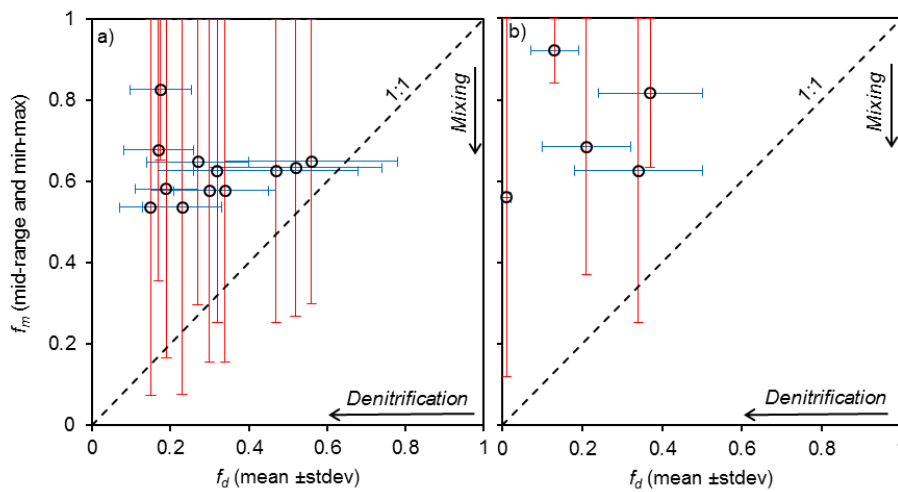 a)
b)
1
0.8
0.6
0.4
0.2
0
f_m (mid-range and min-max)
1:1
Mixing
Denitrification
0 0.2 0.4 0.6 0.8 1
f_d (mean ±stdev)
1:1
Mixing
Denitrification
0 0.2 0.4 0.6 0.8 1
f_d (mean ±stdev)